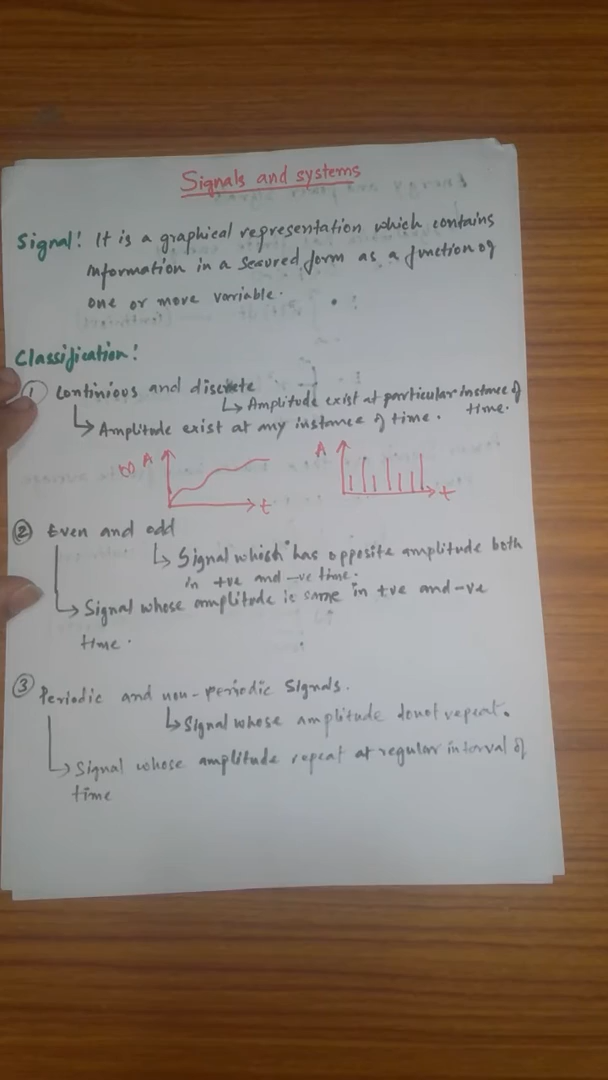 Signals and systems
Signal: It is a graphical representation which contains
information in a secured form as a function of
one or more variable.
Classification:
① Continious and discrete
↳ Amplitude exist at particular instance of
time.
↳ Amplitude exist at any instance of time.
A
t
A
t
② Even and odd
↳ Signal which has opposite amplitude both
in +ve and -ve time.
↳ Signal whose amplitude is same in +ve and -ve
time.
③ Periodic and non-periodic Signals.
↳ Signal whose amplitude donot repeat.
↳ Signal whose amplitude repeat at regular interval of
time